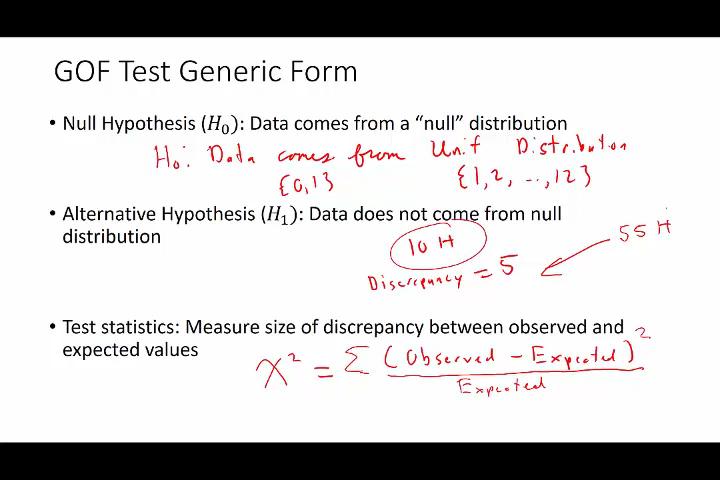 GOF Test Generic Form
• Null Hypothesis (H₀): Data comes from a “null” distribution
H₀: Data comes from Unif Distribution
{0,1} {1,2, ..., 12}
• Alternative Hypothesis (H₁): Data does not come from null
distribution
10 H
55 H
Discrepancy = 5
• Test statistics: Measure size of discrepancy between observed and
expected values
χ² = Σ (Observed - Expected)²
Expected